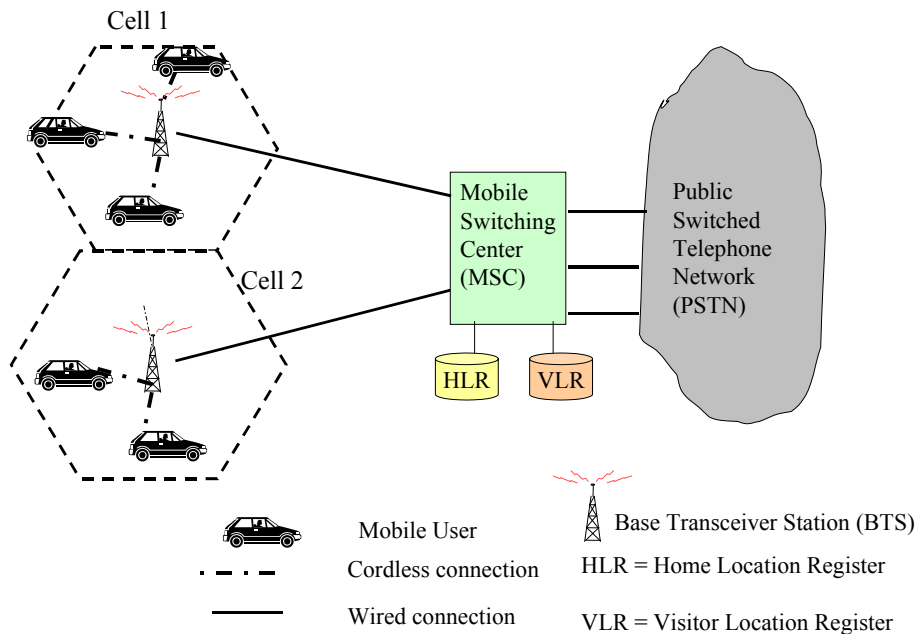 Cell 1
Mobile
Switching
Center
(MSC)
Public
Switched
Telephone
Network
(PSTN)
Cell 2
HLR
VLR
Mobile User
Base Transceiver Station (BTS)
Cordless connection
HLR = Home Location Register
Wired connection
VLR = Visitor Location Register